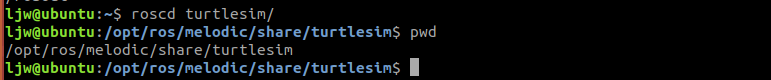 ljw@ubuntu:~$ roscd turtlesim/
ljw@ubuntu:/opt/ros/melodic/share/turtlesim$ pwd
/opt/ros/melodic/share/turtlesim
ljw@ubuntu:/opt/ros/melodic/share/turtlesim$